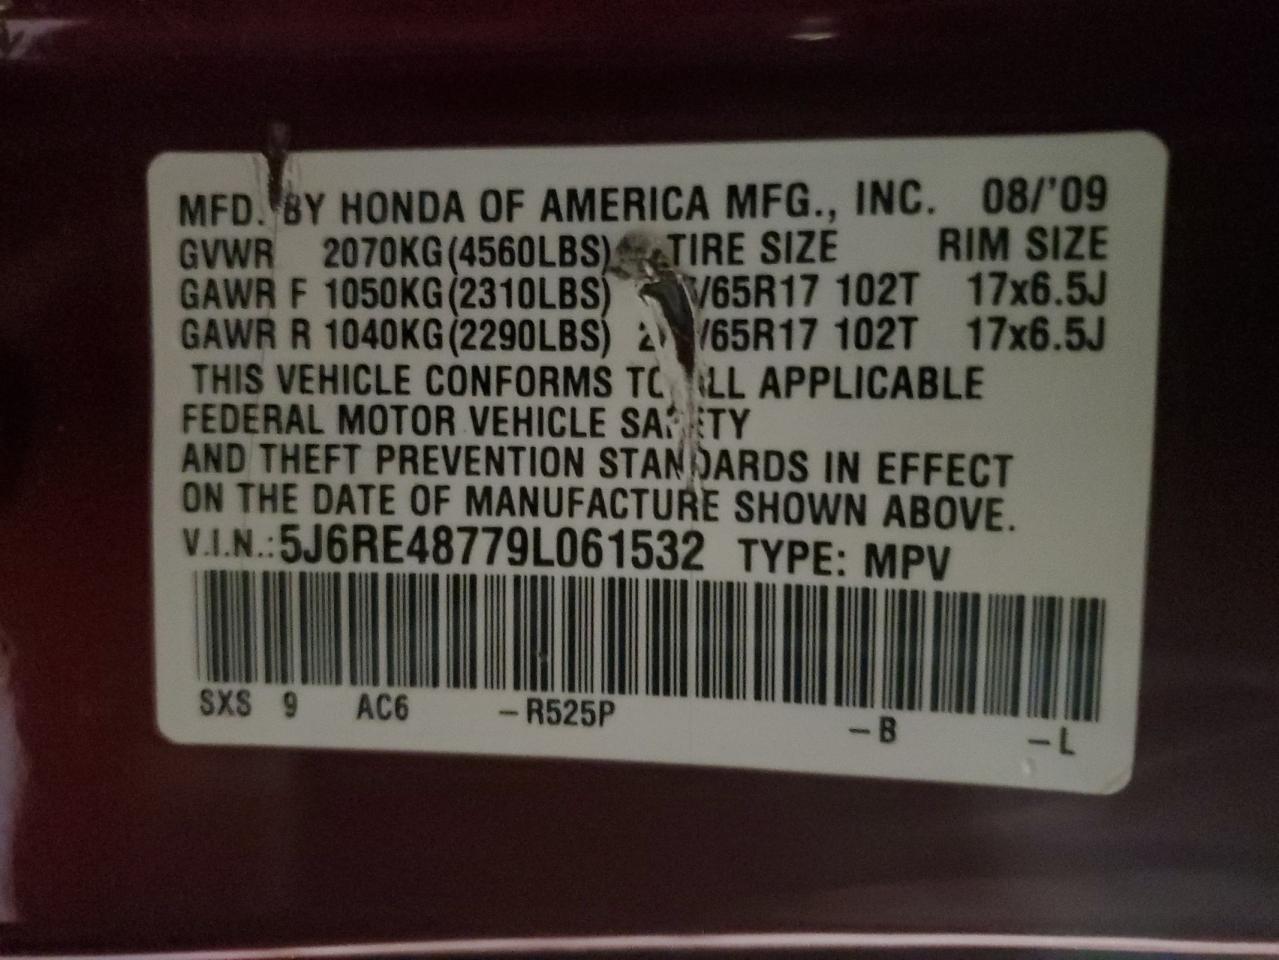 MFD. BY HONDA OF AMERICA MFG., INC. 08/'09
GVWR 2070KG(4560LBS) TIRE SIZE RIM SIZE
GAWR F 1050KG(2310LBS) /65R17 102T 17x6.5J
GAWR R 1040KG(2290LBS) /65R17 102T 17x6.5J
THIS VEHICLE CONFORMS TO ALL APPLICABLE
FEDERAL MOTOR VEHICLE SAFETY
AND THEFT PREVENTION STANDARDS IN EFFECT
ON THE DATE OF MANUFACTURE SHOWN ABOVE.
V.I.N.: 5J6RE48779L061532 TYPE: MPV
SXS 9 AC6 -R525P -B -L